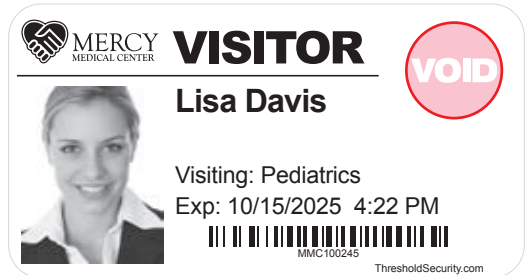 MERCY
MEDICAL CENTER
VISITOR
VOID
Lisa Davis
Visiting: Pediatrics
Exp: 10/15/2025  4:22 PM
MMC100245
ThresholdSecurity.com